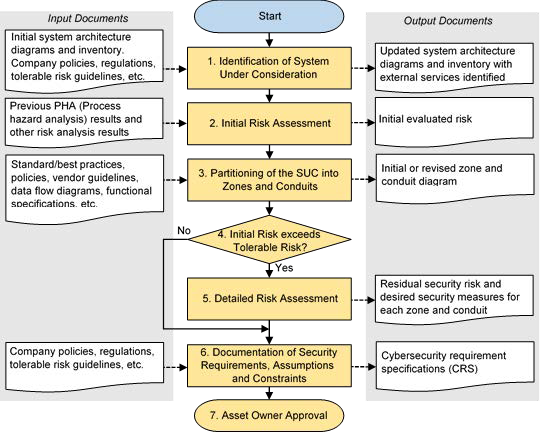 Input Documents
Start
Output Documents
Initial system architecture
diagrams and inventory.
Company policies, regulations,
tolerable risk guidelines, etc.
1. Identification of System
Under Consideration
Updated system architecture
diagrams and inventory with
external services identified
Previous PHA (Process
hazard analysis) results and
other risk analysis results
2. Initial Risk Assessment
Initial evaluated risk
Standard/best practices,
policies, vendor guidelines,
data flow diagrams, functional
specifications, etc.
3. Partitioning of the SUC into
Zones and Conduits
Initial or revised zone and
conduit diagram
No
4. Initial Risk exceeds
Tolerable Risk?
Yes
5. Detailed Risk Assessment
Residual security risk and
desired security measures for
each zone and conduit
Company policies, regulations,
tolerable risk guidelines, etc.
6. Documentation of Security
Requirements, Assumptions
and Constraints
Cybersecurity requirement
specifications (CRS)
7. Asset Owner Approval